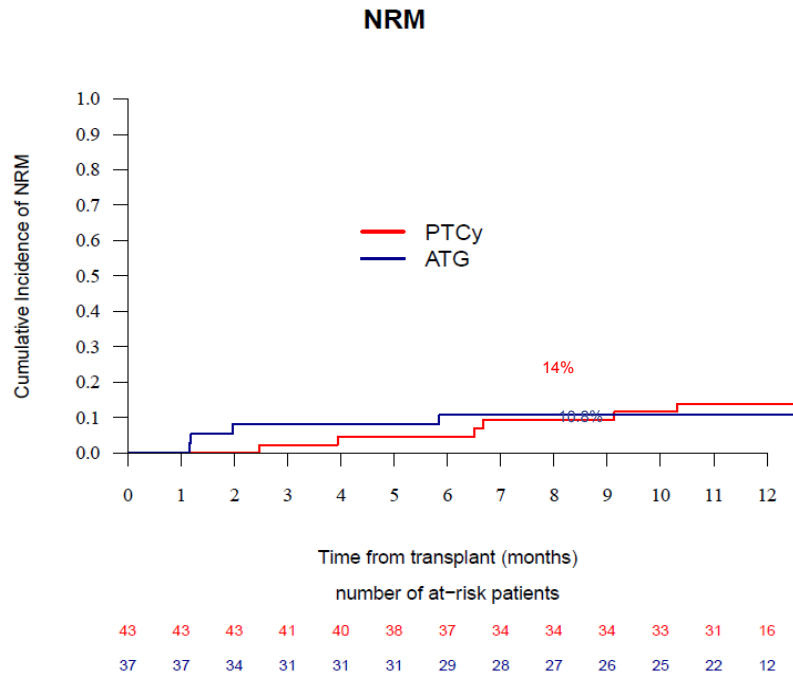 NRM
Cumulative Incidence of NRM
1.0
0.9
0.8
0.7
0.6
0.5
0.4
0.3
0.2
0.1
0.0
PTCy
ATG
14%
10.8%
0 1 2 3 4 5 6 7 8 9 10 11 12
Time from transplant (months)
number of at-risk patients
43 43 43 41 40 38 37 34 34 34 33 31 16
37 37 34 31 31 31 29 28 27 26 25 22 12